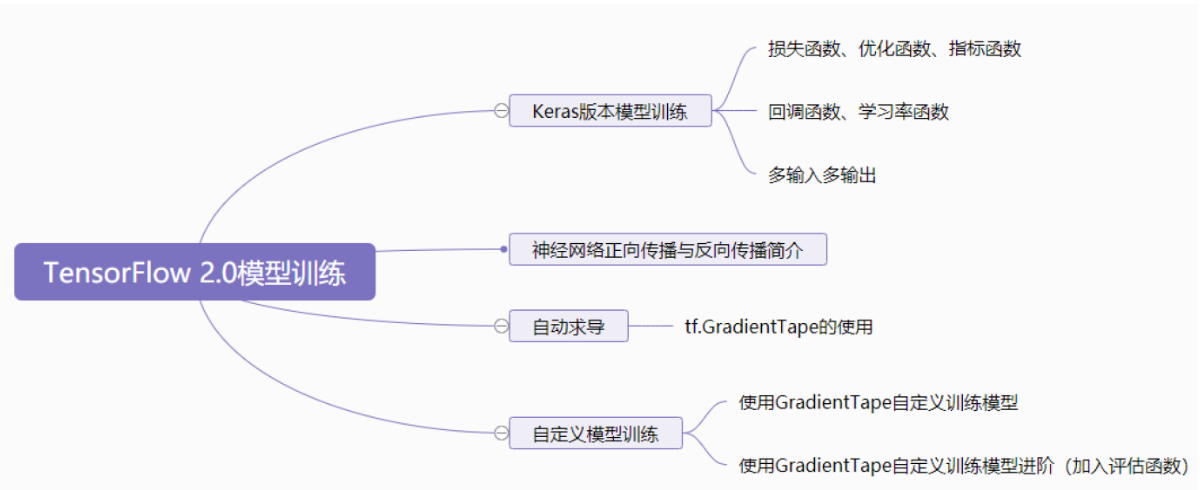 TensorFlow 2.0模型训练
Keras版本模型训练
损失函数、优化函数、指标函数
回调函数、学习率函数
多输入多输出
神经网络正向传播与反向传播简介
自动求导
tf.GradientTape的使用
自定义模型训练
使用GradientTape自定义训练模型
使用GradientTape自定义训练模型进阶（加入评估函数）